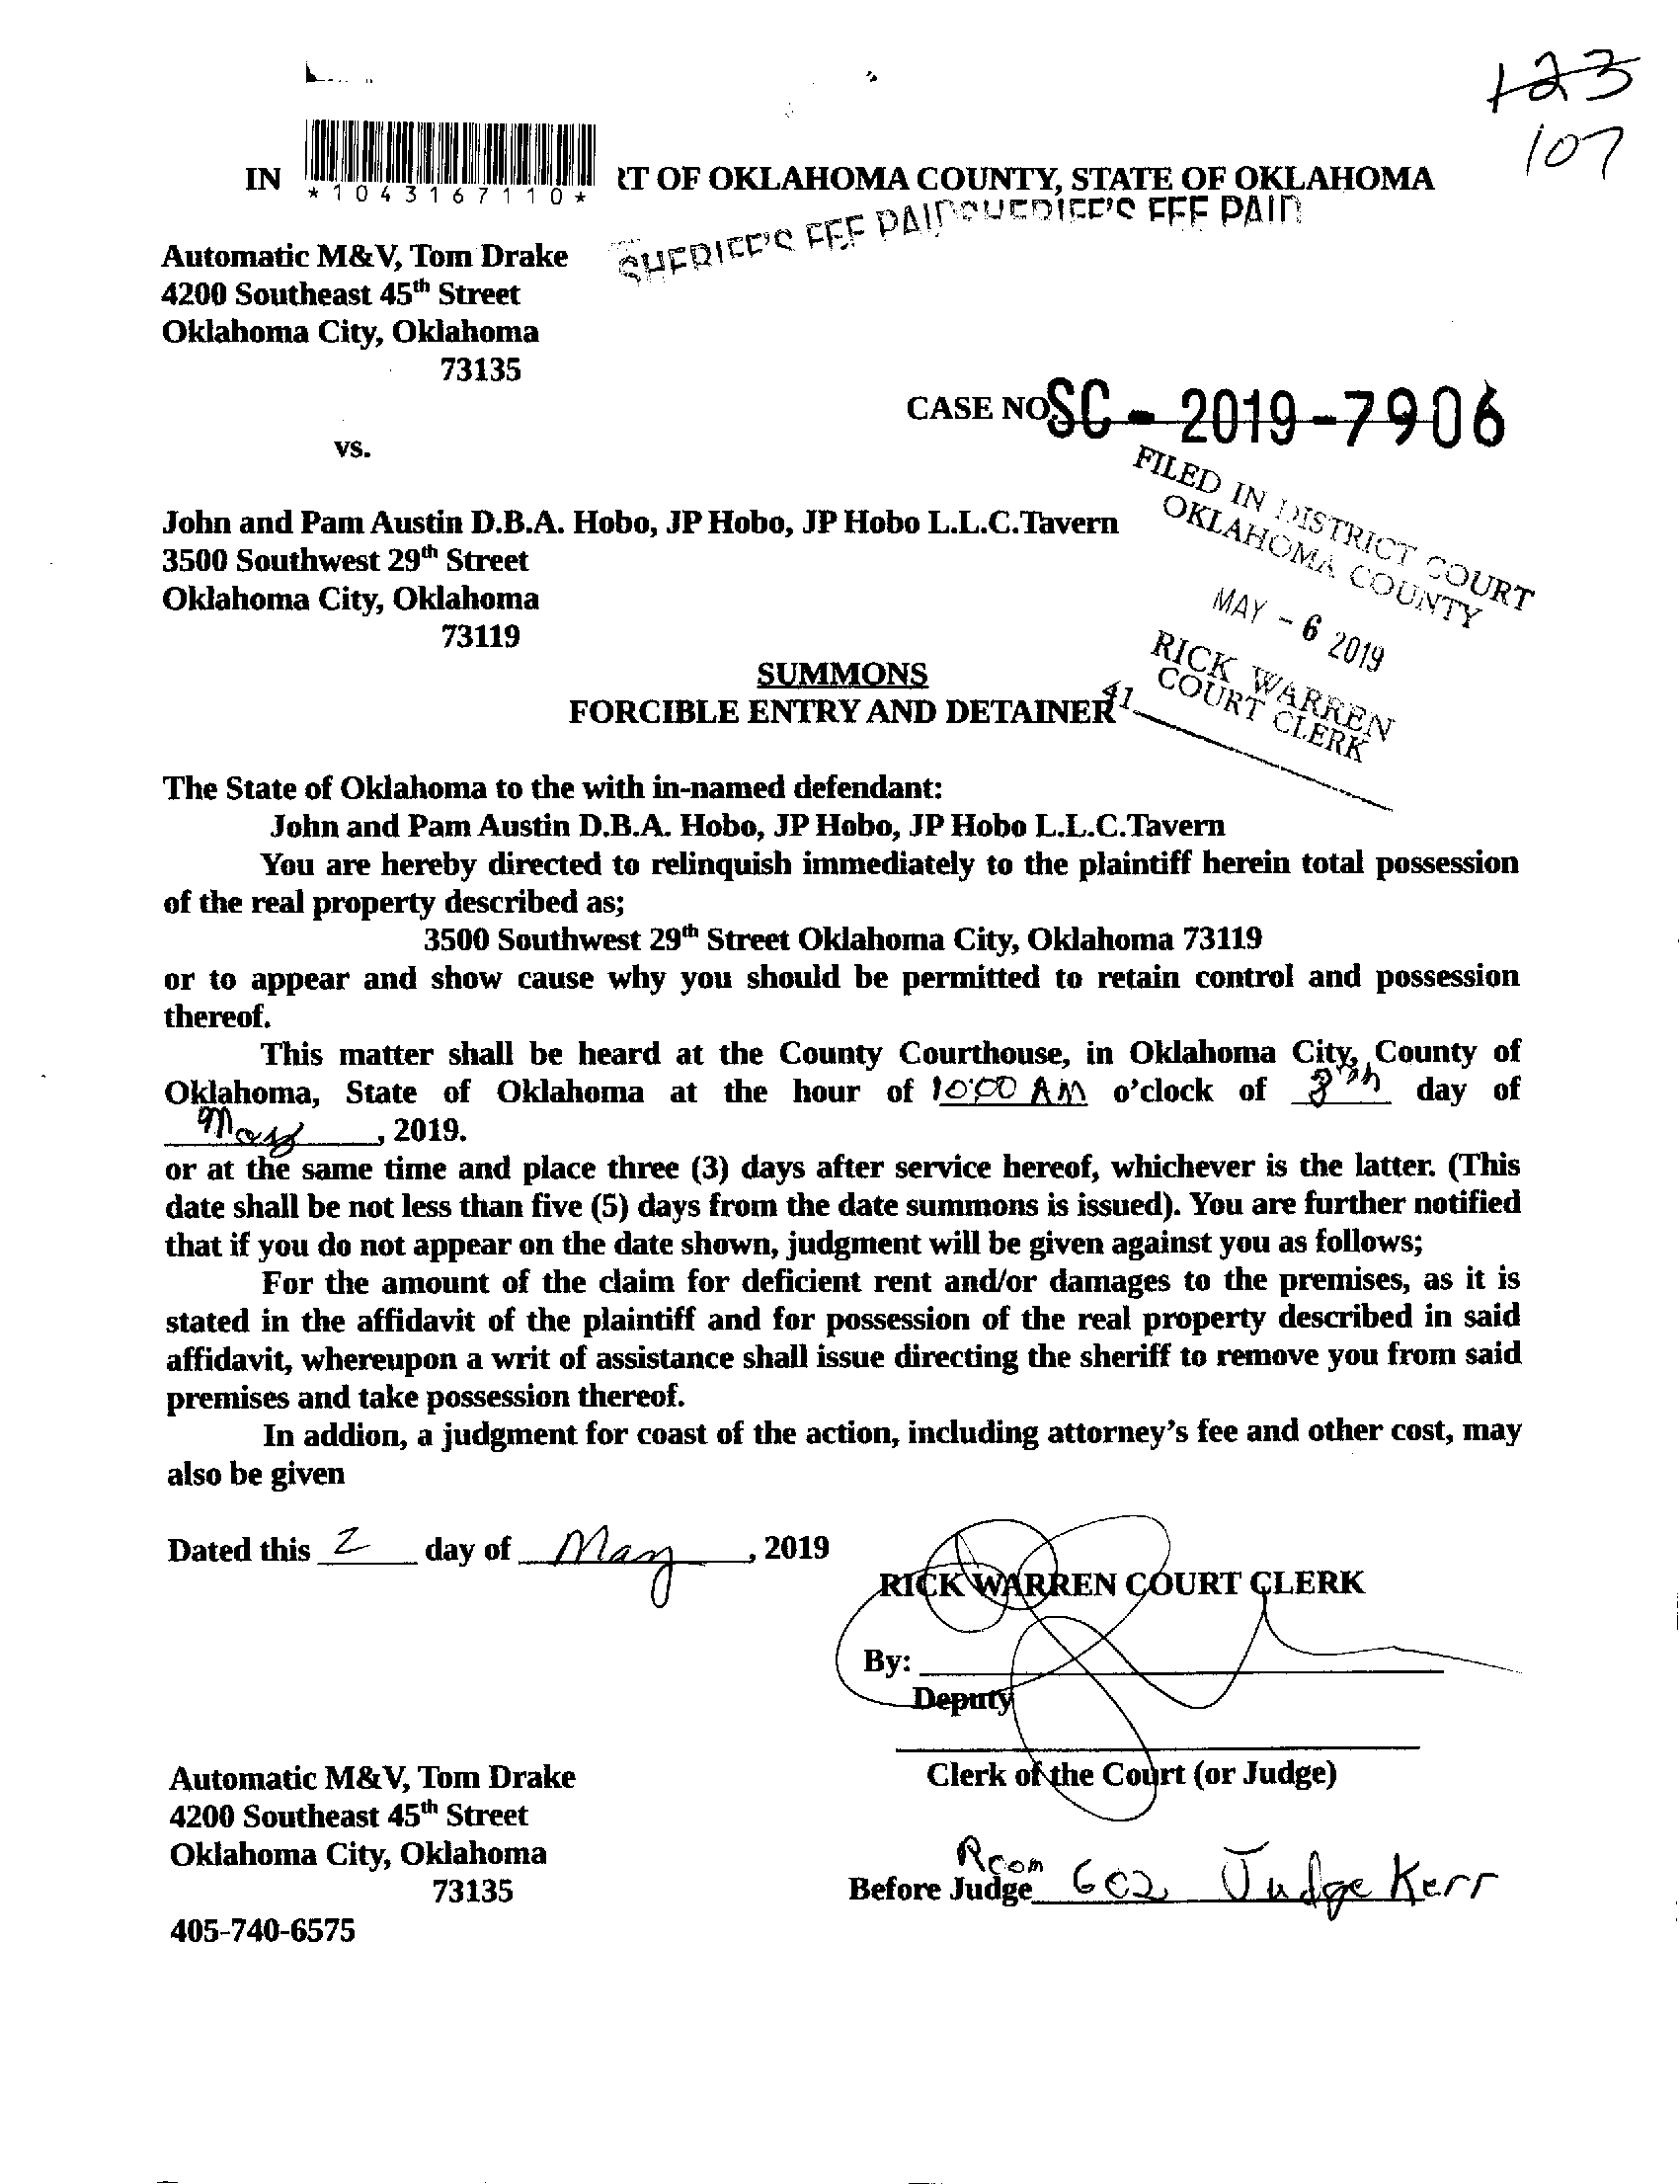 123
107
IN
*1043167110*
RT OF OKLAHOMA COUNTY, STATE OF OKLAHOMA
SHERIFF'S FEE PAID SHERIFF'S FEE PAID
Automatic M&V, Tom Drake
4200 Southeast 45th Street
Oklahoma City, Oklahoma
73135
CASE NO SC - 2019 - 7906
vs.
FILED IN DISTRICT COURT
OKLAHOMA COUNTY
MAY - 6 2019
RICK WARREN
COURT CLERK
41
John and Pam Austin D.B.A. Hobo, JP Hobo, JP Hobo L.L.C.Tavern
3500 Southwest 29th Street
Oklahoma City, Oklahoma
73119
SUMMONS
FORCIBLE ENTRY AND DETAINER
The State of Oklahoma to the with in-named defendant:
John and Pam Austin D.B.A. Hobo, JP Hobo, JP Hobo L.L.C.Tavern
You are hereby directed to relinquish immediately to the plaintiff herein total possession
of the real property described as;
3500 Southwest 29th Street Oklahoma City, Oklahoma 73119
or to appear and show cause why you should be permitted to retain control and possession
thereof.
This matter shall be heard at the County Courthouse, in Oklahoma City, County of
Oklahoma, State of Oklahoma at the hour of 10:00 AM o'clock of day of
May, 2019.
or at the same time and place three (3) days after service hereof, whichever is the latter. (This
date shall be not less than five (5) days from the date summons is issued). You are further notified
that if you do not appear on the date shown, judgment will be given against you as follows;
For the amount of the claim for deficient rent and/or damages to the premises, as it is
stated in the affidavit of the plaintiff and for possession of the real property described in said
affidavit, whereupon a writ of assistance shall issue directing the sheriff to remove you from said
premises and take possession thereof.
In addion, a judgment for coast of the action, including attorney's fee and other cost, may
also be given
Dated this 2 day of May, 2019
RICK WARREN COURT CLERK
By:
Deputy
Clerk of the Court (or Judge)
Automatic M&V, Tom Drake
4200 Southeast 45th Street
Oklahoma City, Oklahoma
73135
405-740-6575
Room
Before Judge 602 Judge Kerr